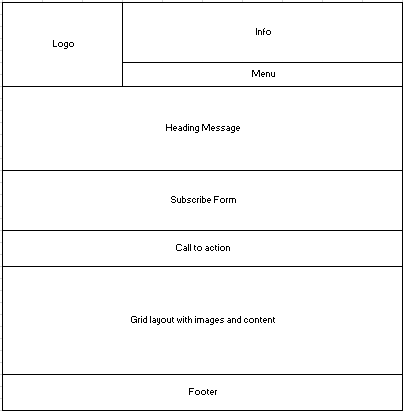 Logo
Info
Menu
Heading Message
Subscribe Form
Call to action
Grid layout with images and content
Footer